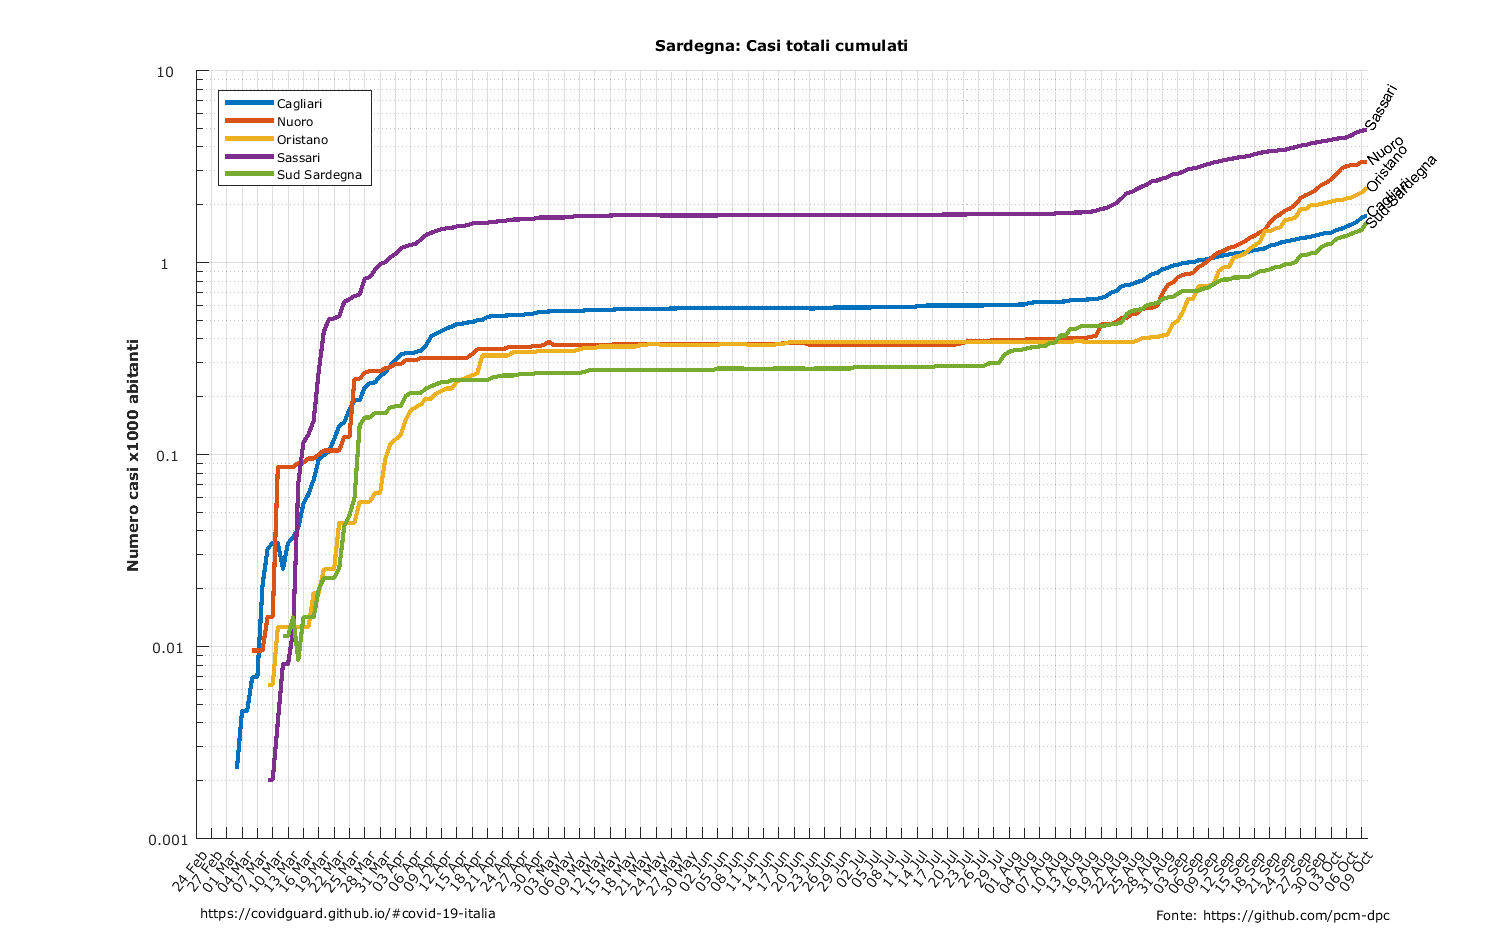 Sardegna: Casi totali cumulati
10
1
0.1
0.01
0.001
Numero casi x1000 abitanti
Cagliari
Nuoro
Oristano
Sassari
Sud Sardegna
Sassari
Nuoro
Oristano
Cagliari
Sud Sardegna
24 Feb
27 Feb
01 Mar
04 Mar
07 Mar
10 Mar
13 Mar
16 Mar
19 Mar
22 Mar
25 Mar
28 Mar
31 Mar
03 Apr
06 Apr
09 Apr
12 Apr
15 Apr
18 Apr
21 Apr
24 Apr
27 Apr
30 Apr
03 May
06 May
09 May
12 May
15 May
18 May
21 May
24 May
27 May
30 May
02 Jun
05 Jun
08 Jun
11 Jun
14 Jun
17 Jun
20 Jun
23 Jun
26 Jun
29 Jun
02 Jul
05 Jul
08 Jul
11 Jul
14 Jul
17 Jul
20 Jul
23 Jul
26 Jul
29 Jul
01 Aug
04 Aug
07 Aug
10 Aug
13 Aug
16 Aug
19 Aug
22 Aug
25 Aug
28 Aug
31 Aug
03 Sep
06 Sep
09 Sep
12 Sep
15 Sep
18 Sep
21 Sep
24 Sep
27 Sep
30 Sep
03 Oct
06 Oct
09 Oct
https://covidguard.github.io/#covid-19-italia
Fonte: https://github.com/pcm-dpc